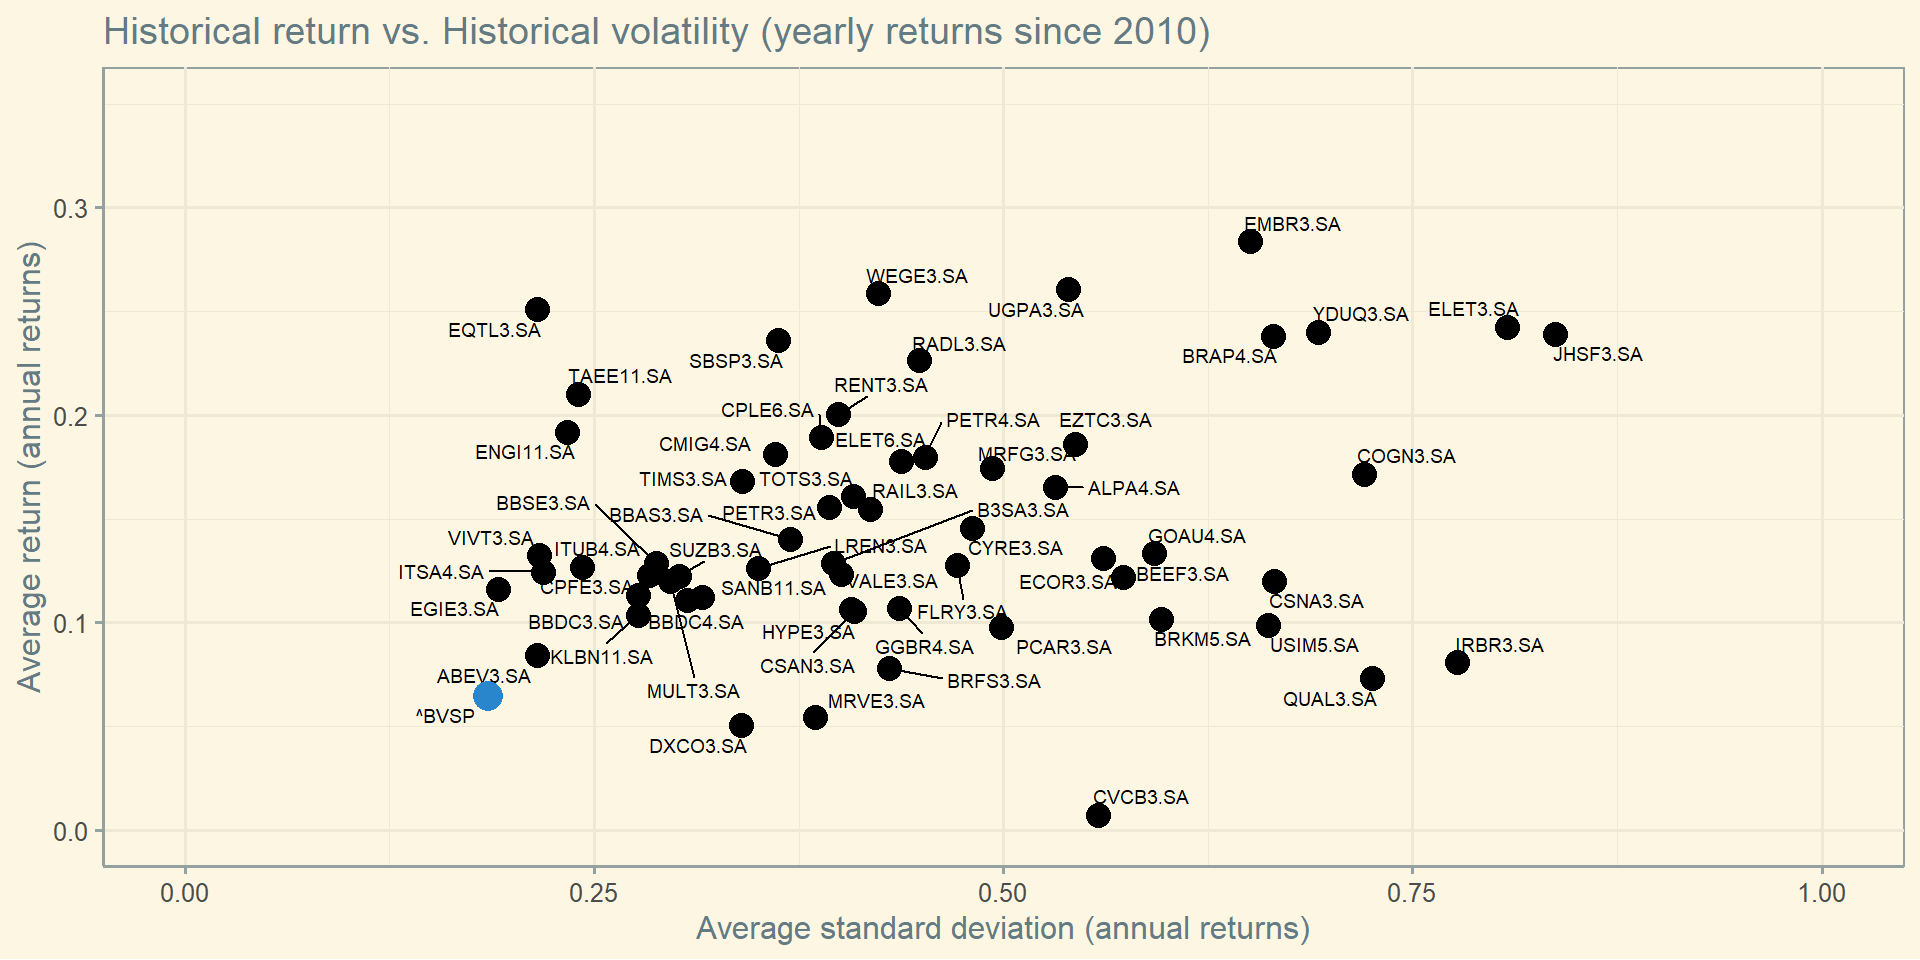 Historical return vs. Historical volatility (yearly returns since 2010)
Average return (annual returns)
0.3
0.2
0.1
0.0
EMBR3.SA
WEGE3.SA
UGPA3.SA
EQTL3.SA
ELET3.SA
YDUQ3.SA
RADL3.SA
SBSP3.SA
BRAP4.SA
JHSF3.SA
TAEE11.SA
RENT3.SA
CPLE6.SA
PETR4.SA
EZTC3.SA
ENGI11.SA
CMIG4.SA
ELET6.SA
MRFG3.SA
COGN3.SA
TIMS3.SA
TOTS3.SA
RAIL3.SA
ALPA4.SA
BBSE3.SA
BBAS3.SA
PETR3.SA
B3SA3.SA
VIVT3.SA
ITUB4.SA
SUZB3.SA
LREN3.SA
CYRE3.SA
GOAU4.SA
ITSA4.SA
CPFE3.SA
SANB11.SA
VALE3.SA
ECOR3.SA
BEEF3.SA
EGIE3.SA
CSNA3.SA
BBDC3.SA
BBDC4.SA
HYPE3.SA
FLRY3.SA
KLBN11.SA
CSAN3.SA
GGBR4.SA
PCAR3.SA
BRKM5.SA
USIM5.SA
IRBR3.SA
ABEV3.SA
MULT3.SA
BRFS3.SA
QUAL3.SA
^BVSP
MRVE3.SA
DXCO3.SA
CVCB3.SA
0.00
0.25
0.50
0.75
1.00
Average standard deviation (annual returns)